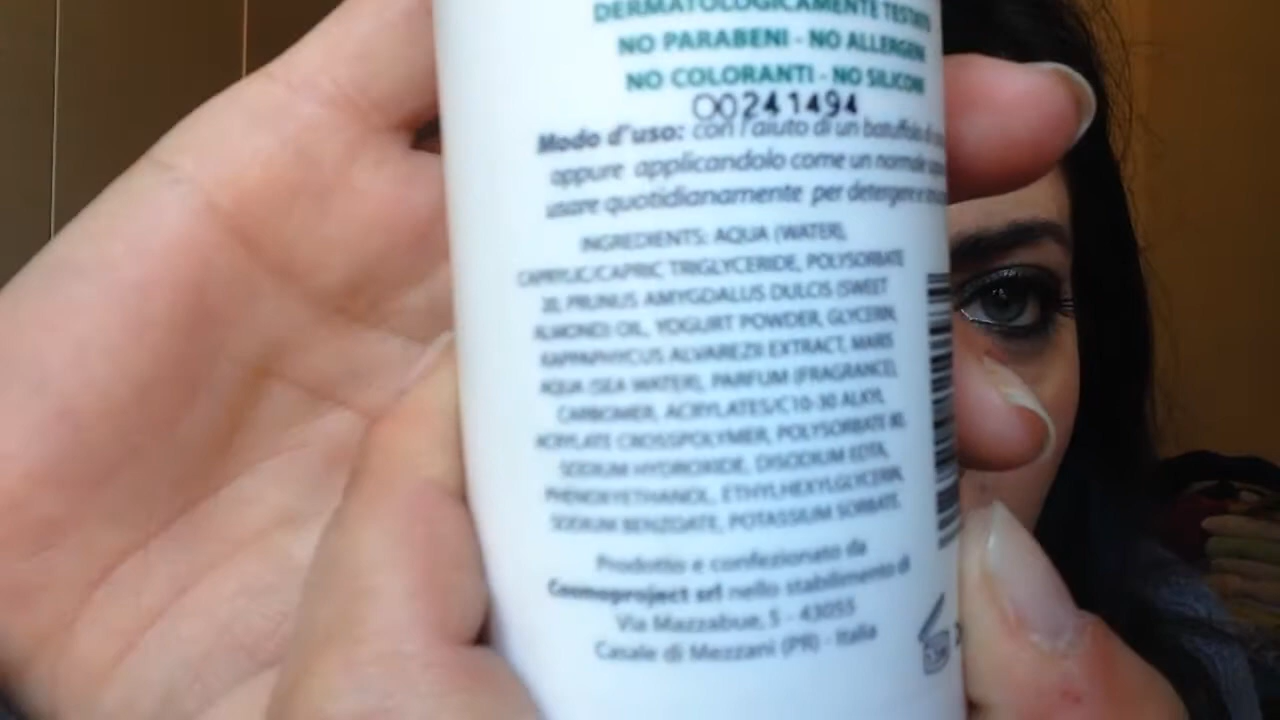 DERMATOLOGICAMENTE TESTATO
NO PARABENI - NO ALLERGENI
NO COLORANTI - NO SILICONI
00241494
Modo d'uso: con l'aiuto di un batuffolo di
oppure applicandolo come un normale
usare quotidianamente per detergere e
INGREDIENTS: AQUA (WATER),
CAPRYLIC/CAPRIC TRIGLYCERIDE, POLYSORBATE
20, PRUNUS AMYGDALUS DULCIS (SWEET
ALMOND) OIL, YOGURT POWDER, GLYCERIN,
KAPPAPHYCUS ALVAREZII EXTRACT, MARIS
AQUA (SEA WATER), PARFUM (FRAGRANCE),
CARBOMER, ACRYLATES/C10-30 ALKYL
ACRYLATE CROSSPOLYMER, POLYSORBATE 80,
SODIUM HYDROXIDE, DISODIUM EDTA,
PHENOXYETHANOL, ETHYLHEXYLGLYCERIN,
SODIUM BENZOATE, POTASSIUM SORBATE.
Prodotto e confezionato da
Cosmoproject srl nello stabilimento di
Via Mazzabue, 5 - 43055
Casale di Mezzani (PR) - Italia